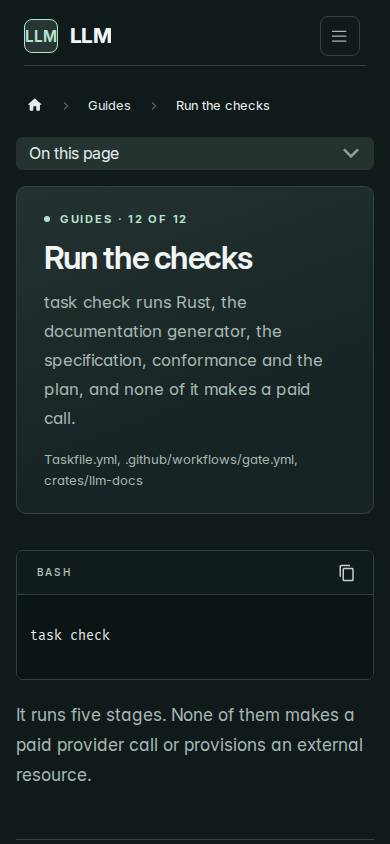 LLM LLM
Guides Run the checks
On this page
GUIDES · 12 OF 12
Run the checks
task check runs Rust, the
documentation generator, the
specification, conformance and the
plan, and none of it makes a paid
call.
Taskfile.yml, .github/workflows/gate.yml,
crates/llm-docs
BASH
task check
It runs five stages. None of them makes a
paid provider call or provisions an external
resource.